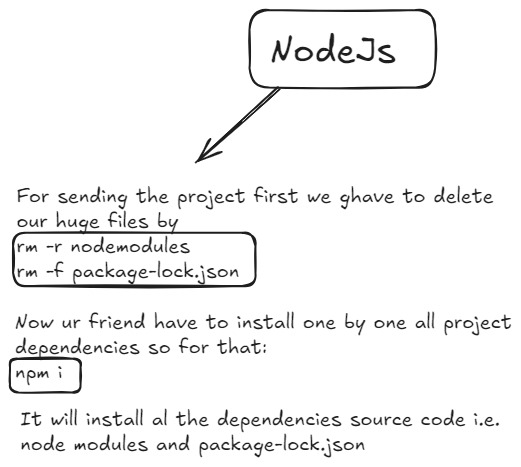 NodeJs
For sending the project first we ghave to delete
our huge files by
rm -r nodemodules
rm -f package-lock.json
Now ur friend have to install one by one all project
dependencies so for that:
npm i
It will install al the dependencies source code i.e.
node modules and package-lock.json